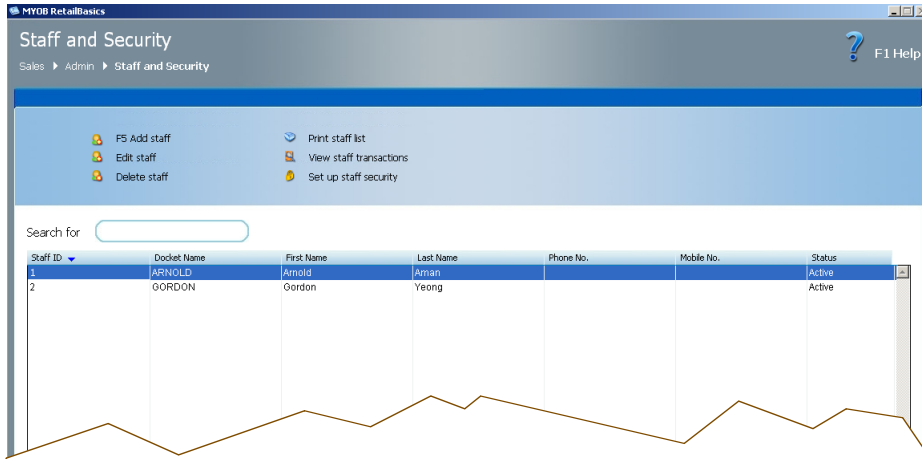 MYOB RetailBasics
Staff and Security
F1 Help
Sales Admin Staff and Security
F5 Add staff Print staff list
Edit staff View staff transactions
Delete staff Set up staff security
Search for
Staff ID Docket Name First Name Last Name Phone No. Mobile No. Status
1 ARNOLD Arnold Aman Active
2 GORDON Gordon Yeong Active